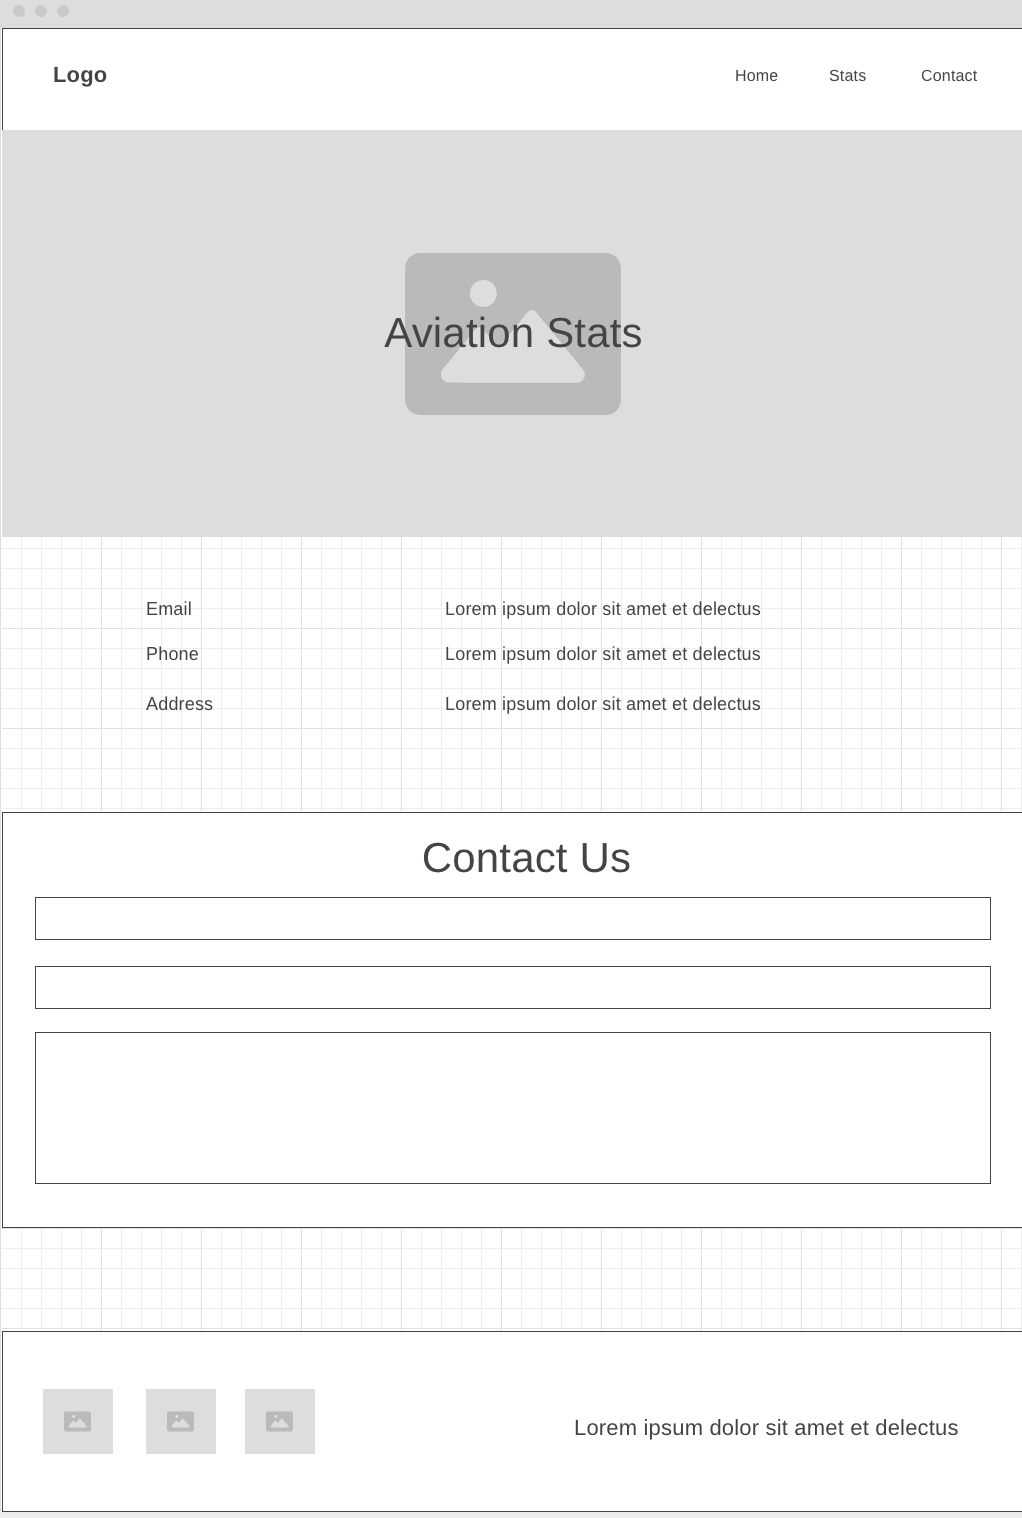 Logo
Home Stats Contact
Aviation Stats
Email Lorem ipsum dolor sit amet et delectus
Phone Lorem ipsum dolor sit amet et delectus
Address Lorem ipsum dolor sit amet et delectus
Contact Us
Lorem ipsum dolor sit amet et delectus